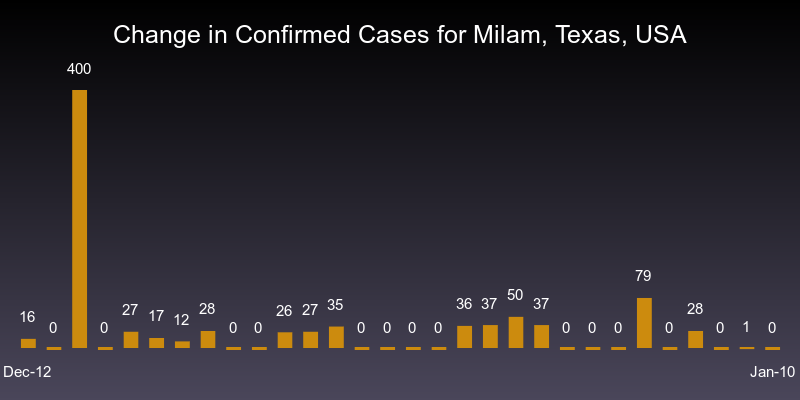 Change in Confirmed Cases for Milam, Texas, USA
400
79
50
36 37 37
26 27 35
27 17 12 28
28
16
0 0 0 0 0 0 0 0 0 0 0 0 0 0 1 0
Dec-12 Jan-10